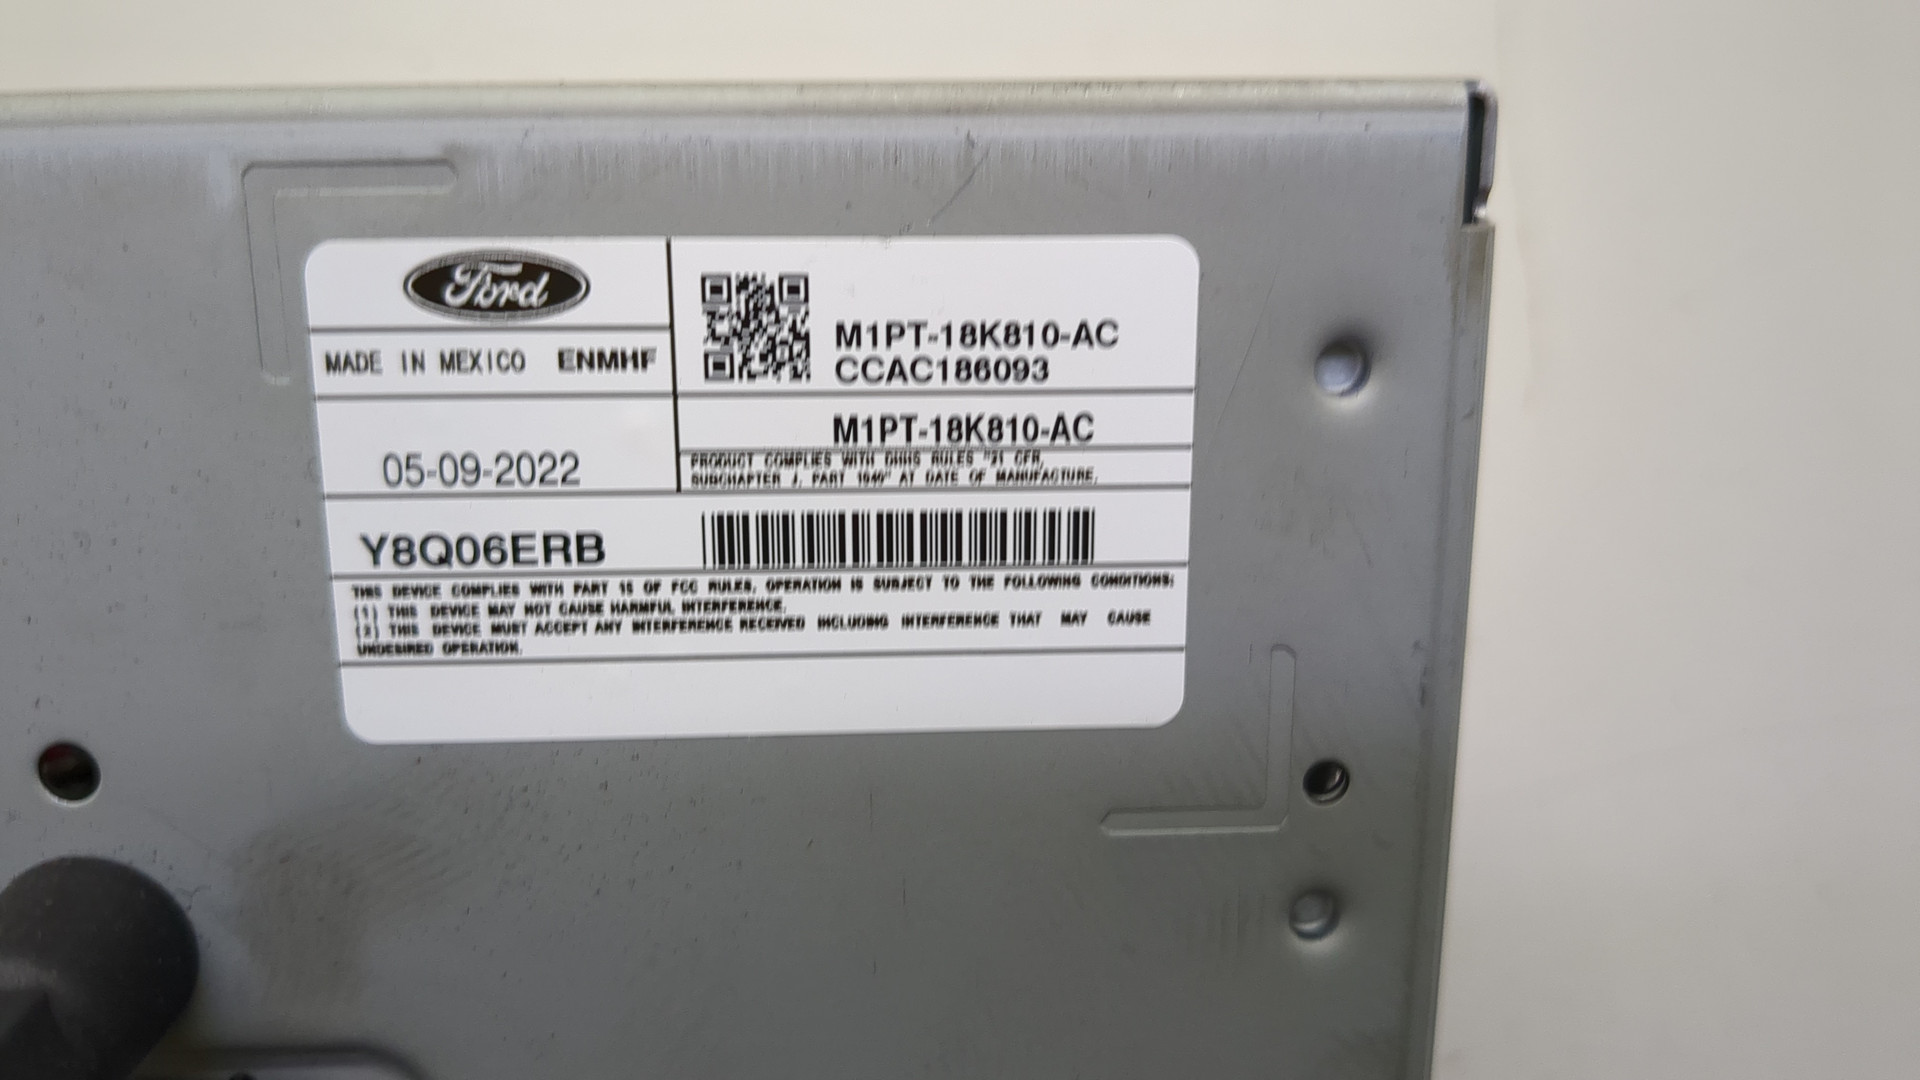 Ford
MADE IN MEXICO ENMHF
05-09-2022
M1PT-18K810-AC
CCAC186093
M1PT-18K810-AC
PRODUCT COMPLIES WITH DHHS RULES "21 CFR,
SUBCHAPTER J, PART 1040" AT DATE OF MANUFACTURE.
Y8Q06ERB
THIS DEVICE COMPLIES WITH PART 15 OF FCC RULES, OPERATION IS SUBJECT TO THE FOLLOWING CONDITIONS:
(1) THIS DEVICE MAY NOT CAUSE HARMFUL INTERFERENCE.
(2) THIS DEVICE MUST ACCEPT ANY INTERFERENCE RECEIVED INCLUDING INTERFERENCE THAT MAY CAUSE
UNDESIRED OPERATION.